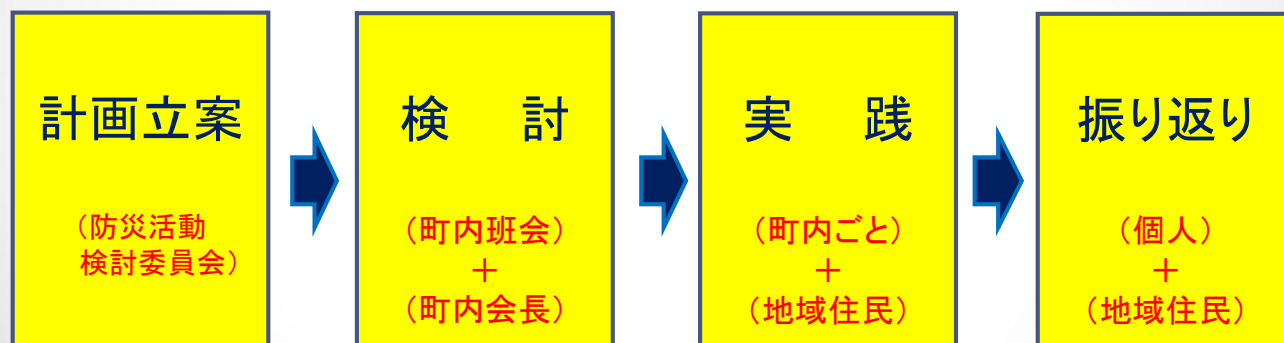 計画立案
(防災活動
検討委員会)
検　討
(町内班会)
＋
(町内会長)
実　践
(町内ごと)
＋
(地域住民)
振り返り
(個人)
＋
(地域住民)